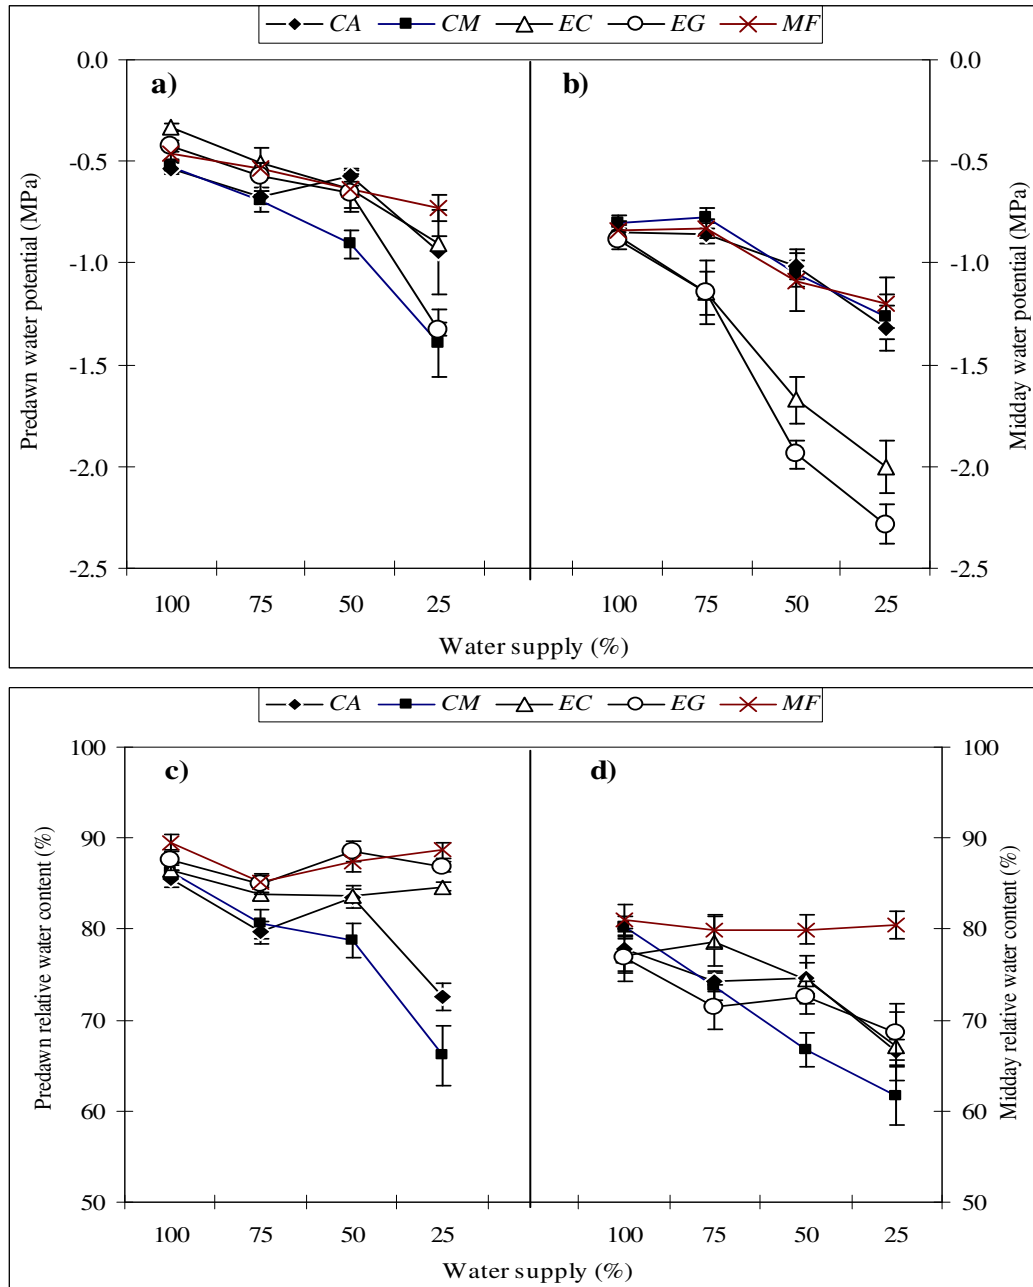 CA CM EC EG MF
0.0 a) b) 0.0
-0.5 -0.5
-1.0 -1.0
-1.5 -1.5
-2.0 -2.0
-2.5 -2.5
Predawn water potential (MPa)
Midday water potential (MPa)
100 75 50 25 100 75 50 25
Water supply (%)
CA CM EC EG MF
100 c) d) 100
90 90
80 80
70 70
60 60
50 50
Predawn relative water content (%)
Midday relative water content (%)
100 75 50 25 100 75 50 25
Water supply (%)